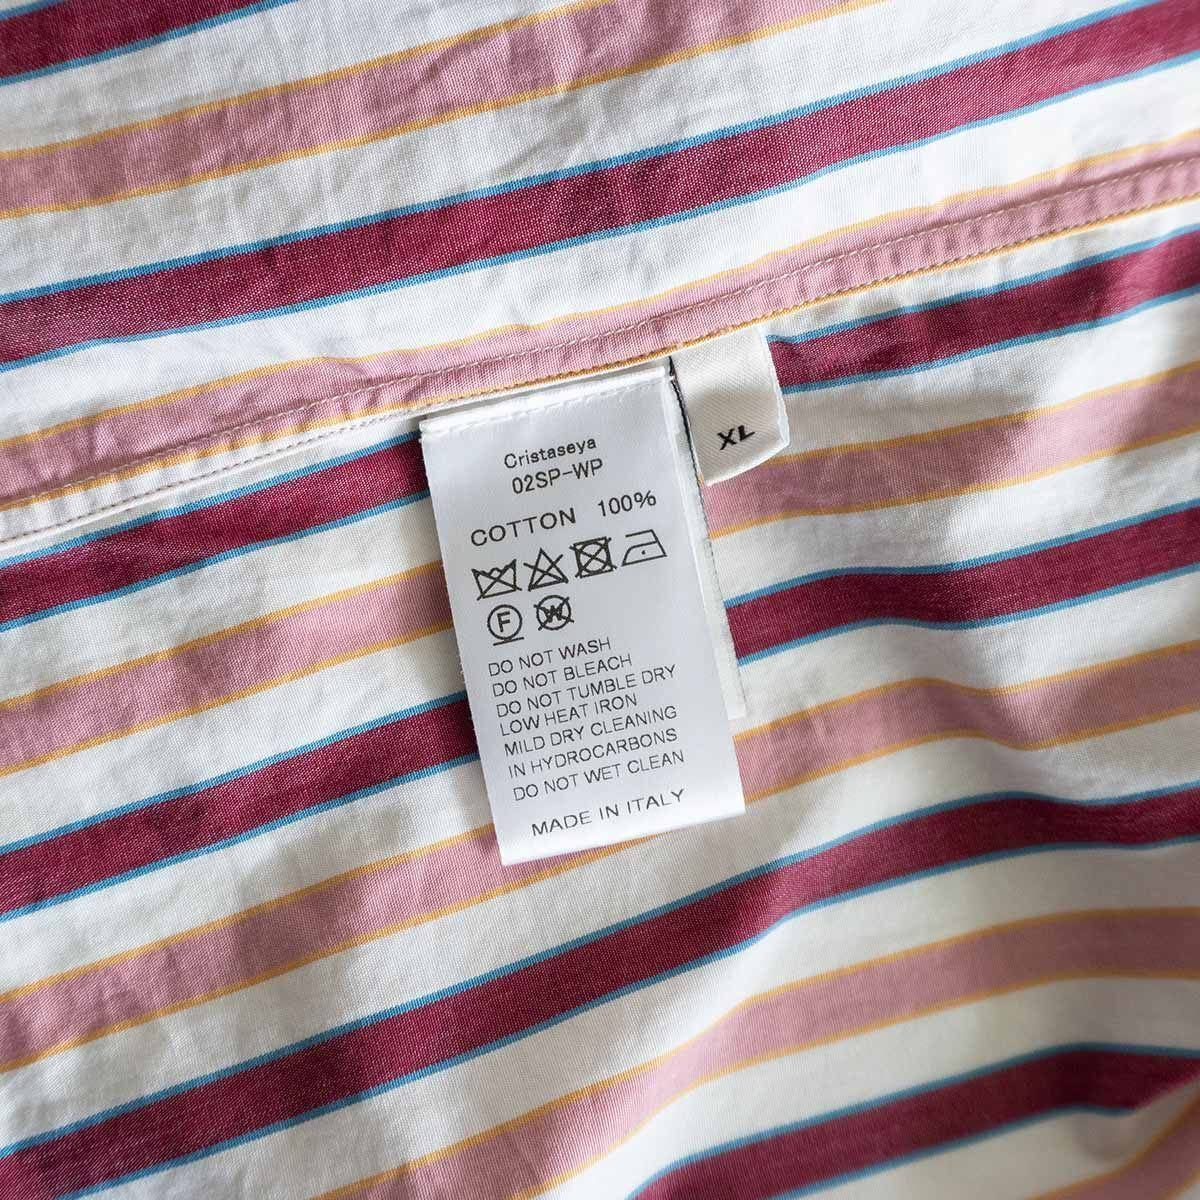 Cristaseya
02SP-WP
COTTON 100%
F W
DO NOT WASH
DO NOT BLEACH
DO NOT TUMBLE DRY
LOW HEAT IRON
MILD DRY CLEANING
IN HYDROCARBONS
DO NOT WET CLEAN
MADE IN ITALY
XL